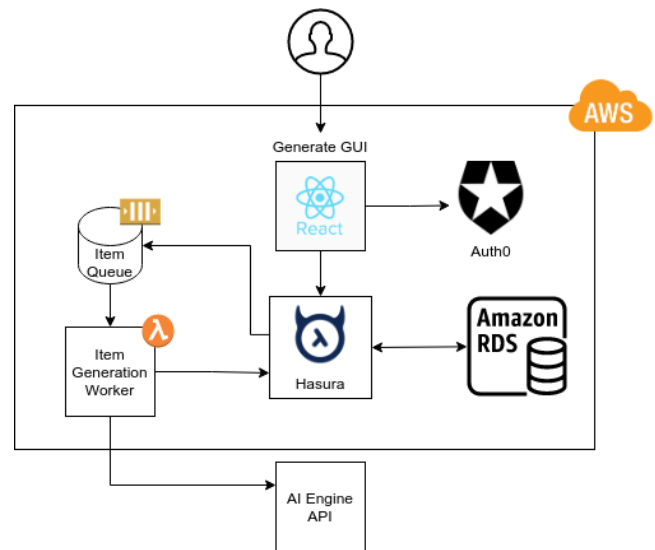 AWS
Generate GUI
React
Auth0
Item
Queue
Item
Generation
Worker
Hasura
Amazon
RDS
AI Engine
API